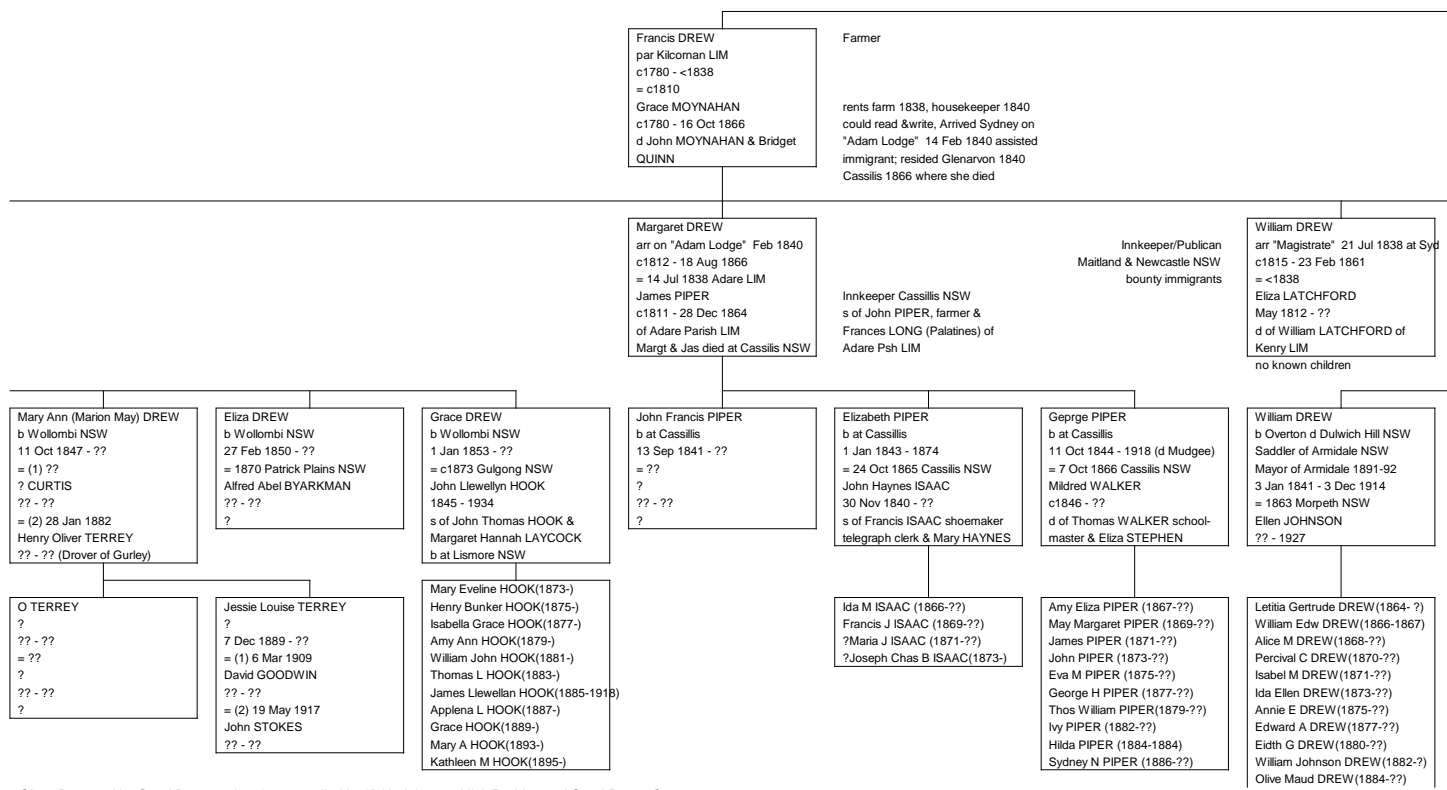 Francis DREW
par Kilcornan LIM
c1780 - <1838
= c1810
Grace MOYNAHAN
c1780 - 16 Oct 1866
d John MOYNAHAN & Bridget
QUINN
Farmer
rents farm 1838, housekeeper 1840
could read &write, Arrived Sydney on
"Adam Lodge" 14 Feb 1840 assisted
immigrant; resided Glenarvon 1840
Cassilis 1866 where she died
Margaret DREW
arr on "Adam Lodge" Feb 1840
c1812 - 18 Aug 1866
= 14 Jul 1838 Adare LIM
James PIPER
c1811 - 28 Dec 1864
of Adare Parish LIM
Margt & Jas died at Cassilis NSW
Innkeeper Cassillis NSW
s of John PIPER, farmer &
Frances LONG (Palatines) of
Adare Psh LIM
Innkeeper/Publican
Maitland & Newcastle NSW
bounty immigrants
William DREW
arr "Magistrate" 21 Jul 1838 at Syd
c1815 - 23 Feb 1861
= <1838
Eliza LATCHFORD
May 1812 - ??
d of William LATCHFORD of
Kenry LIM
no known children
Mary Ann (Marion May) DREW
b Wollombi NSW
11 Oct 1847 - ??
= (1) ??
? CURTIS
?? - ??
= (2) 28 Jan 1882
Henry Oliver TERREY
?? - ?? (Drover of Gurley)
Eliza DREW
b Wollombi NSW
27 Feb 1850 - ??
= 1870 Patrick Plains NSW
Alfred Abel BYARKMAN
?? - ??
?
Grace DREW
b Wollombi NSW
1 Jan 1853 - ??
= c1873 Gulgong NSW
John Llewellyn HOOK
1845 - 1934
s of John Thomas HOOK &
Margaret Hannah LAYCOCK
b at Lismore NSW
John Francis PIPER
b at Cassillis
13 Sep 1841 - ??
= ??
?
?? - ??
?
Elizabeth PIPER
b at Cassillis
1 Jan 1843 - 1874
= 24 Oct 1865 Cassilis NSW
John Haynes ISAAC
30 Nov 1840 - ??
s of Francis ISAAC shoemaker
telegraph clerk & Mary HAYNES
Geprge PIPER
b at Cassillis
11 Oct 1844 - 1918 (d Mudgee)
= 7 Oct 1866 Cassilis NSW
Mildred WALKER
c1846 - ??
d of Thomas WALKER school-
master & Eliza STEPHEN
William DREW
b Overton d Dulwich Hill NSW
Saddler of Armidale NSW
Mayor of Armidale 1891-92
3 Jan 1841 - 3 Dec 1914
= 1863 Morpeth NSW
Ellen JOHNSON
?? - 1927
O TERREY
?
?? - ??
= ??
?
?? - ??
?
Jessie Louise TERREY
?
7 Dec 1889 - ??
= (1) 6 Mar 1909
David GOODWIN
?? - ??
= (2) 19 May 1917
John STOKES
?? - ??
Mary Eveline HOOK(1873-)
Henry Bunker HOOK(1875-)
Isabella Grace HOOK(1877-)
Amy Ann HOOK(1879-)
William John HOOK(1881-)
Thomas L HOOK(1883-)
James Llewellan HOOK(1885-1918)
Applena L HOOK(1887-)
Grace HOOK(1889-)
Mary A HOOK(1893-)
Kathleen M HOOK(1895-)
Ida M ISAAC (1866-??)
Francis J ISAAC (1869-??)
?Maria J ISAAC (1871-??)
?Joseph Chas B ISAAC(1873-)
Amy Eliza PIPER (1867-??)
May Margaret PIPER (1869-??)
James PIPER (1871-??)
John PIPER (1873-??)
Eva M PIPER (1875-??)
George H PIPER (1877-??)
Thos William PIPER(1879-??)
Ivy PIPER (1882-??)
Hilda PIPER (1884-1884)
Sydney N PIPER (1886-??)
Letitia Gertrude DREW(1864- ?)
William Edw DREW(1866-1867)
Alice M DREW(1868-??)
Percival C DREW(1870-??)
Isabel M DREW(1871-??)
Ida Ellen DREW(1873-??)
Annie E DREW(1875-??)
Edward A DREW(1877-??)
Eidth G DREW(1880-??)
William Johnson DREW(1882-?)
Olive Maud DREW(1884-??)